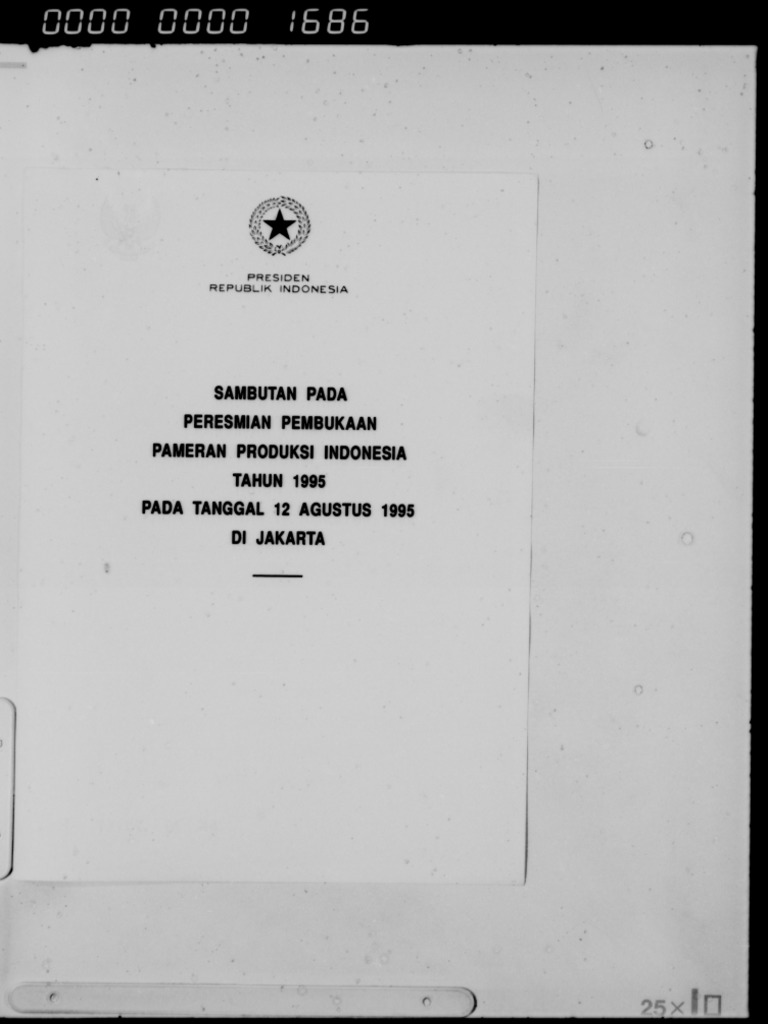 0000 0000 1686
PRESIDEN
REPUBLIK INDONESIA
SAMBUTAN PADA
PERESMIAN PEMBUKAAN
PAMERAN PRODUKSI INDONESIA
TAHUN 1995
PADA TANGGAL 12 AGUSTUS 1995
DI JAKARTA
25×